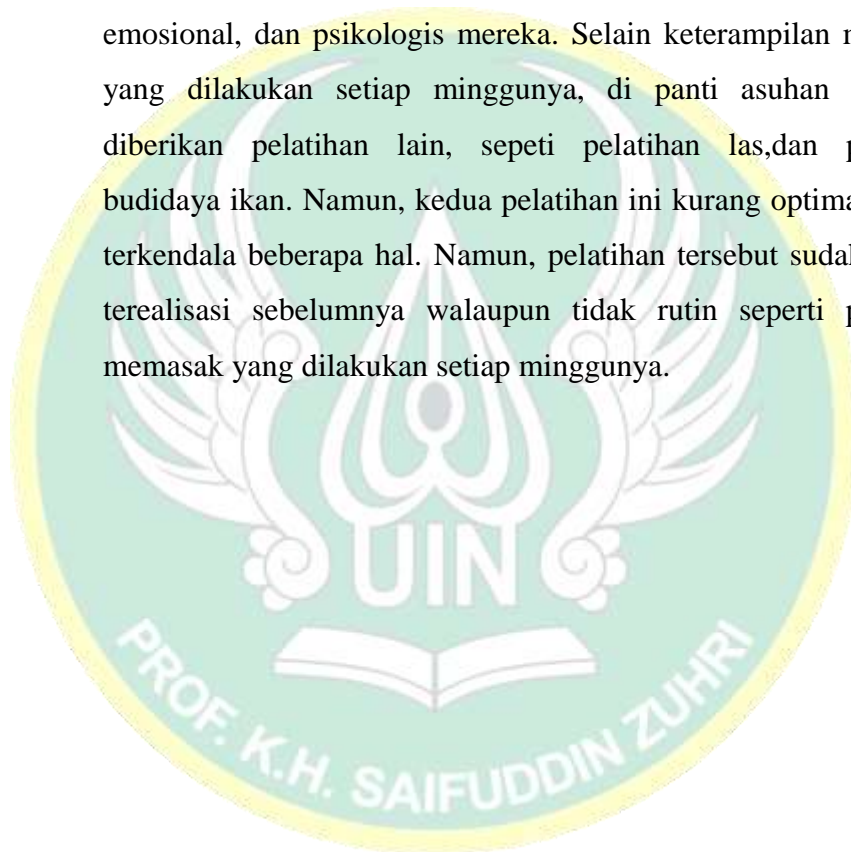 emosional, dan psikologis mereka. Selain keterampilan
yang dilakukan setiap minggunya, di panti asuhan
diberikan pelatihan lain, sepeti pelatihan las,dan
budidaya ikan. Namun, kedua pelatihan ini kurang
terkendala beberapa hal. Namun, pelatihan tersebut
terealisasi sebelumnya walaupun tidak rutin seperti
memasak yang dilakukan setiap minggunya.
UIN
PROF. K.H. SAIFUDDIN ZUHRI